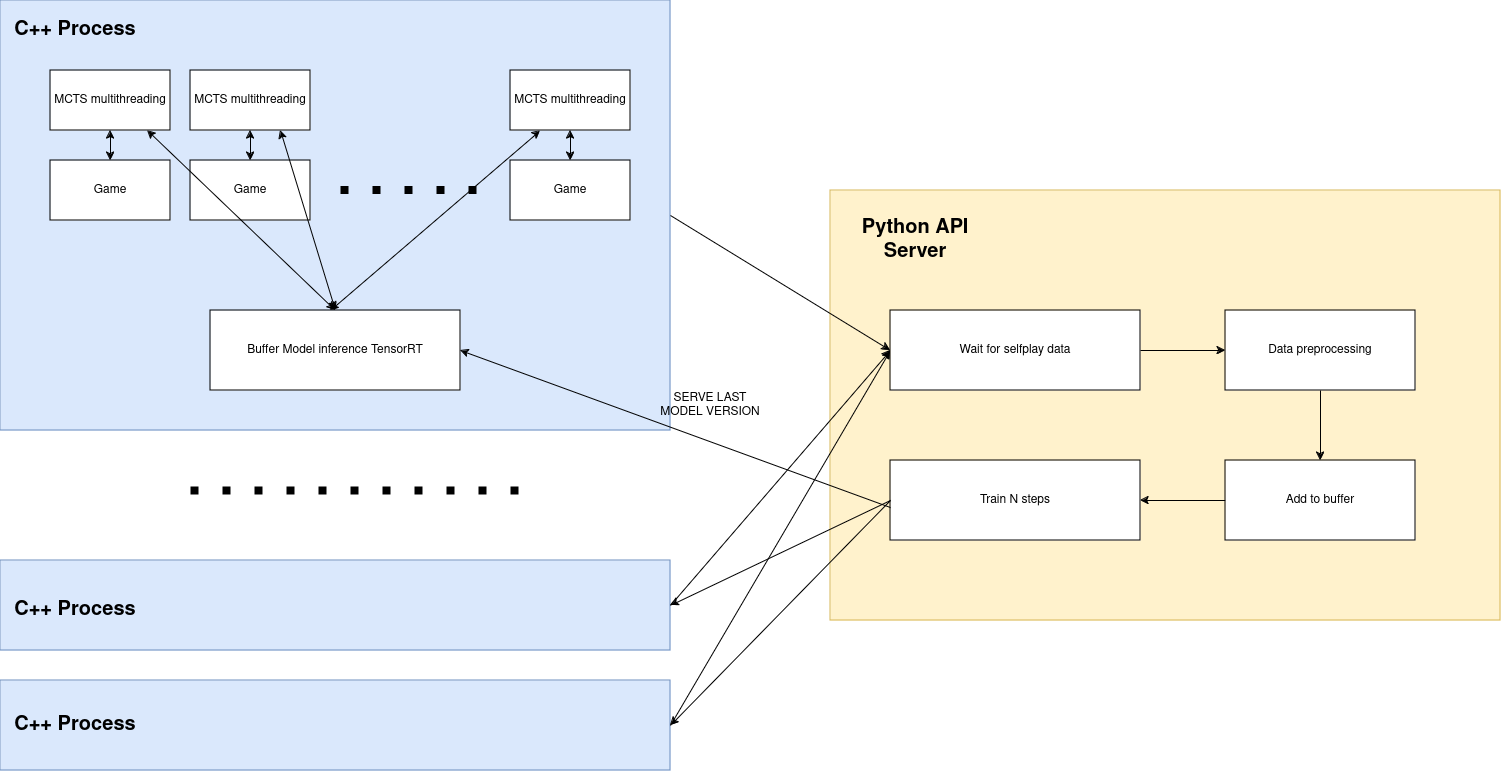 C++ Process
MCTS multithreading
MCTS multithreading
MCTS multithreading
Game
Game
Game
Buffer Model inference TensorRT
SERVE LAST
MODEL VERSION
Python API
Server
Wait for selfplay data
Data preprocessing
Train N steps
Add to buffer
C++ Process
C++ Process